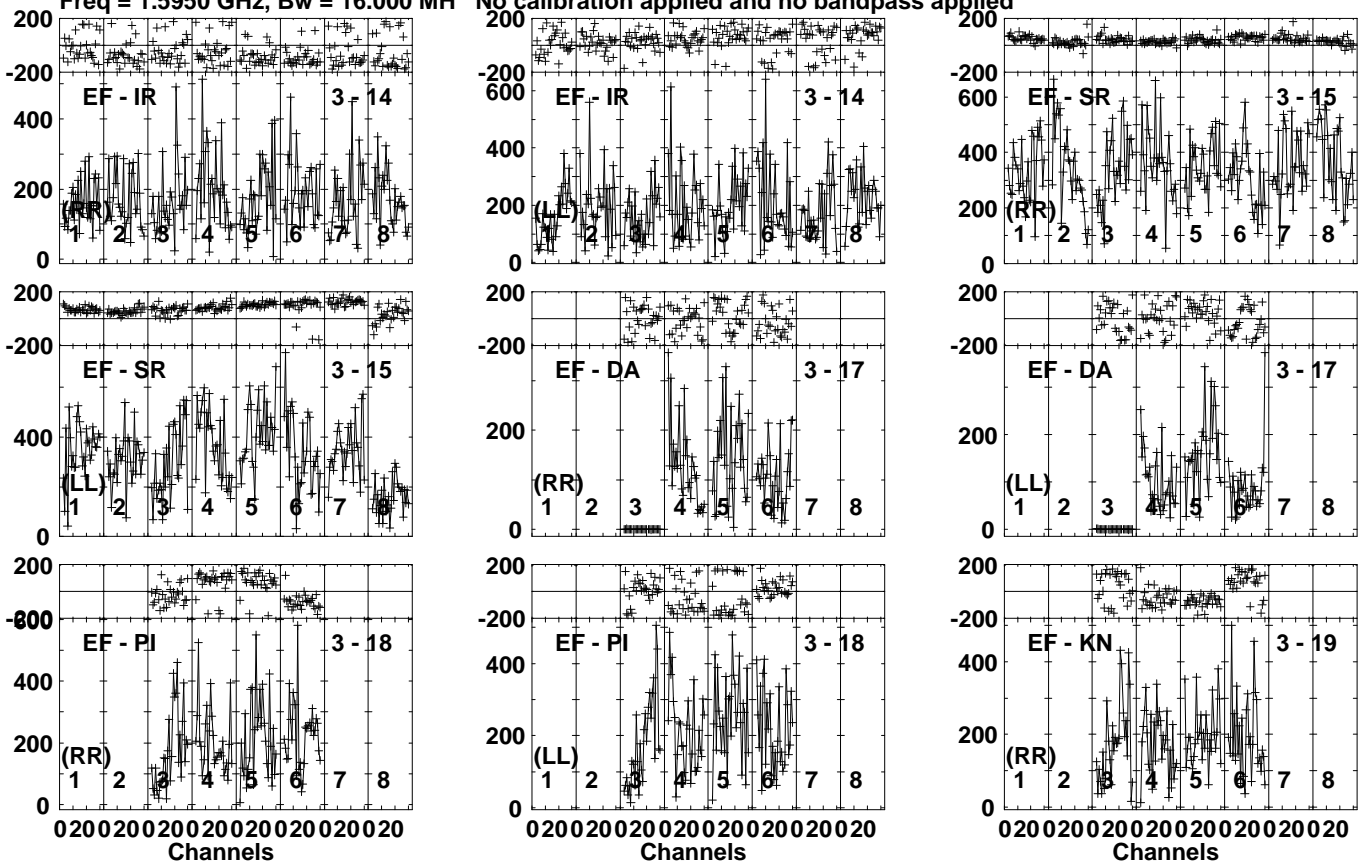 Freq = 1.5950 GHz, Bw = 16.000 MH No calibration applied and no bandpass applied
200 200 200
-200 -200 -200
EF - IR 3 - 14 EF - IR 3 - 14 EF - SR 3 - 15
400 600 600
200 400 400
0 200 200
0 0
(RR) (LL) (RR)
1 2 3 4 5 6 7 8 1 2 3 4 5 6 7 8 1 2 3 4 5 6 7 8
200 200 200
-200 -200 -200
EF - SR 3 - 15 EF - DA 3 - 17 EF - DA 3 - 17
400 200 200
0 0 0
(LL) (RR) (LL)
1 2 3 4 5 6 7 8 1 2 3 4 5 6 7 8 1 2 3 4 5 6 7 8
200 200 200
-200 -200 -200
600
EF - PI 3 - 18 EF - PI 3 - 18 EF - KN 3 - 19
400 400 400
200 200 200
0 0 0
(RR) (LL) (RR)
1 2 3 4 5 6 7 8 1 2 3 4 5 6 7 8 1 2 3 4 5 6 7 8
0 20 0 20 0 20 0 20 0 20 0 20 0 20 0 20 0 20 0 20 0 20 0 20 0 20 0 20 0 20 0 20 0 20 0 20 0 20 0 20 0 20 0 20 0 20 0 20
Channels Channels Channels